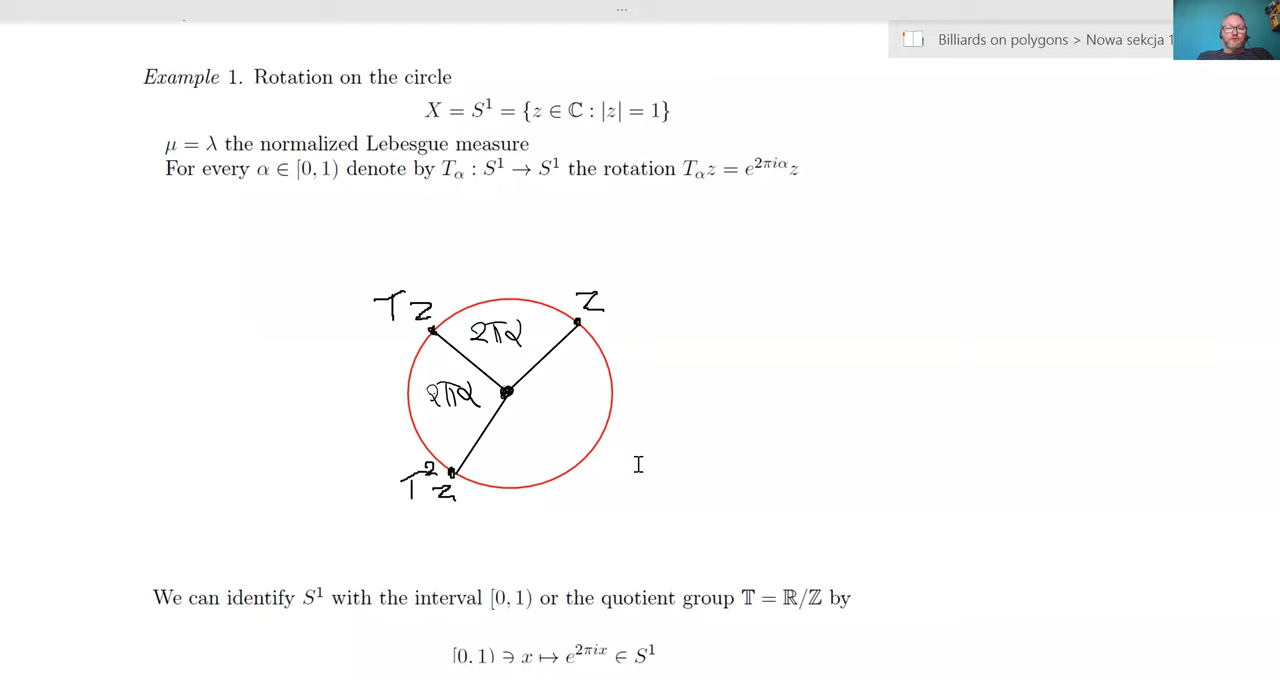 ...
Billiards on polygons > Nowa sekcja 1
Example 1. Rotation on the circle
X = S¹ = {z ∈ ℂ : |z| = 1}
μ = λ the normalized Lebesgue measure
For every α ∈ [0, 1) denote by Tα : S¹ → S¹ the rotation Tαz = e^{2πiα}z
Tz
z
2πα
2πα
T²z
We can identify S¹ with the interval [0, 1) or the quotient group 𝕋 = ℝ/ℤ by
[0, 1) ∋ x ↦ e^{2πix} ∈ S¹